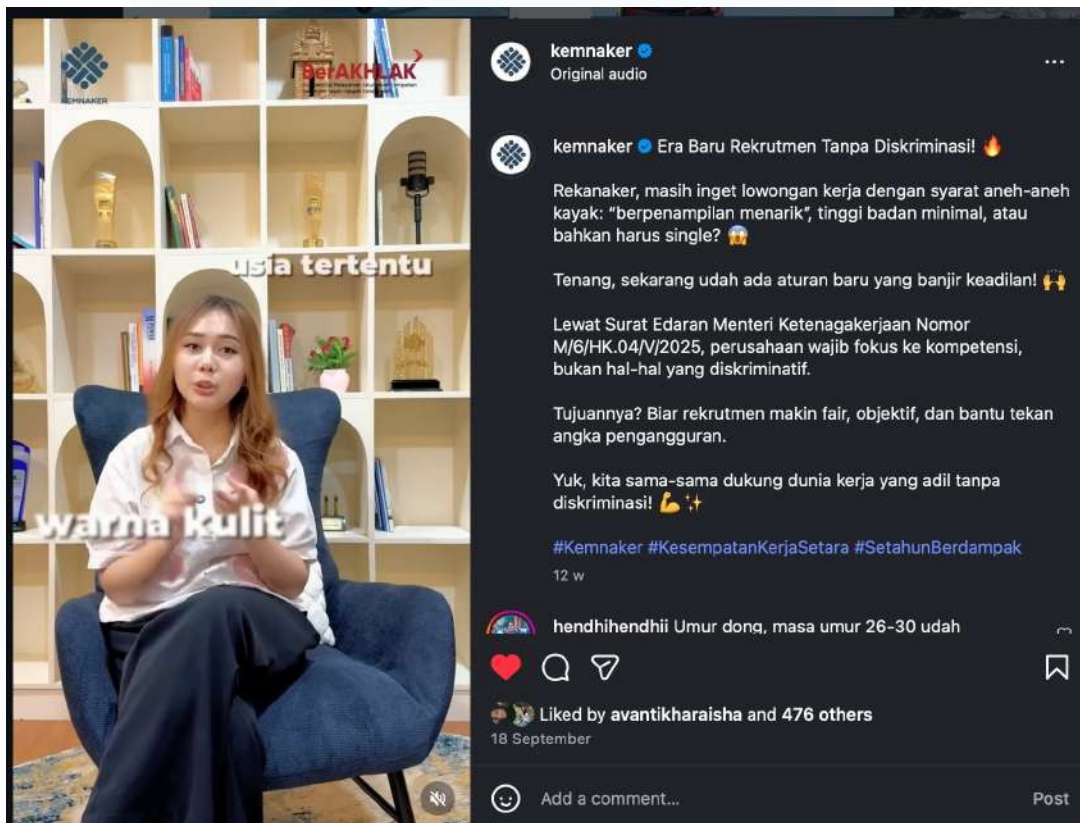 KEMNAKER
BerAKHLAK
usia tertentu
warna kulit
kemnaker
Original audio
kemnaker Era Baru Rekrutmen Tanpa Diskriminasi! 🔥
Rekanaker, masih inget lowongan kerja dengan syarat aneh-aneh
kayak: “berpenampilan menarik”, tinggi badan minimal, atau
bahkan harus single? 😱
Tenang, sekarang udah ada aturan baru yang banjir keadilan! 🙌
Lewat Surat Edaran Menteri Ketenagakerjaan Nomor
M/6/HK.04/V/2025, perusahaan wajib fokus ke kompetensi,
bukan hal-hal yang diskriminatif.
Tujuannya? Biar rekrutmen makin fair, objektif, dan bantu tekan
angka pengangguran.
Yuk, kita sama-sama dukung dunia kerja yang adil tanpa
diskriminasi! 💪✨
#Kemnaker #KesempatanKerjaSetara #SetahunBerdampak
12 w
hendhihendhii Umur dong, masa umur 26-30 udah
Liked by avantikharaisha and 476 others
18 September
Add a comment...
Post